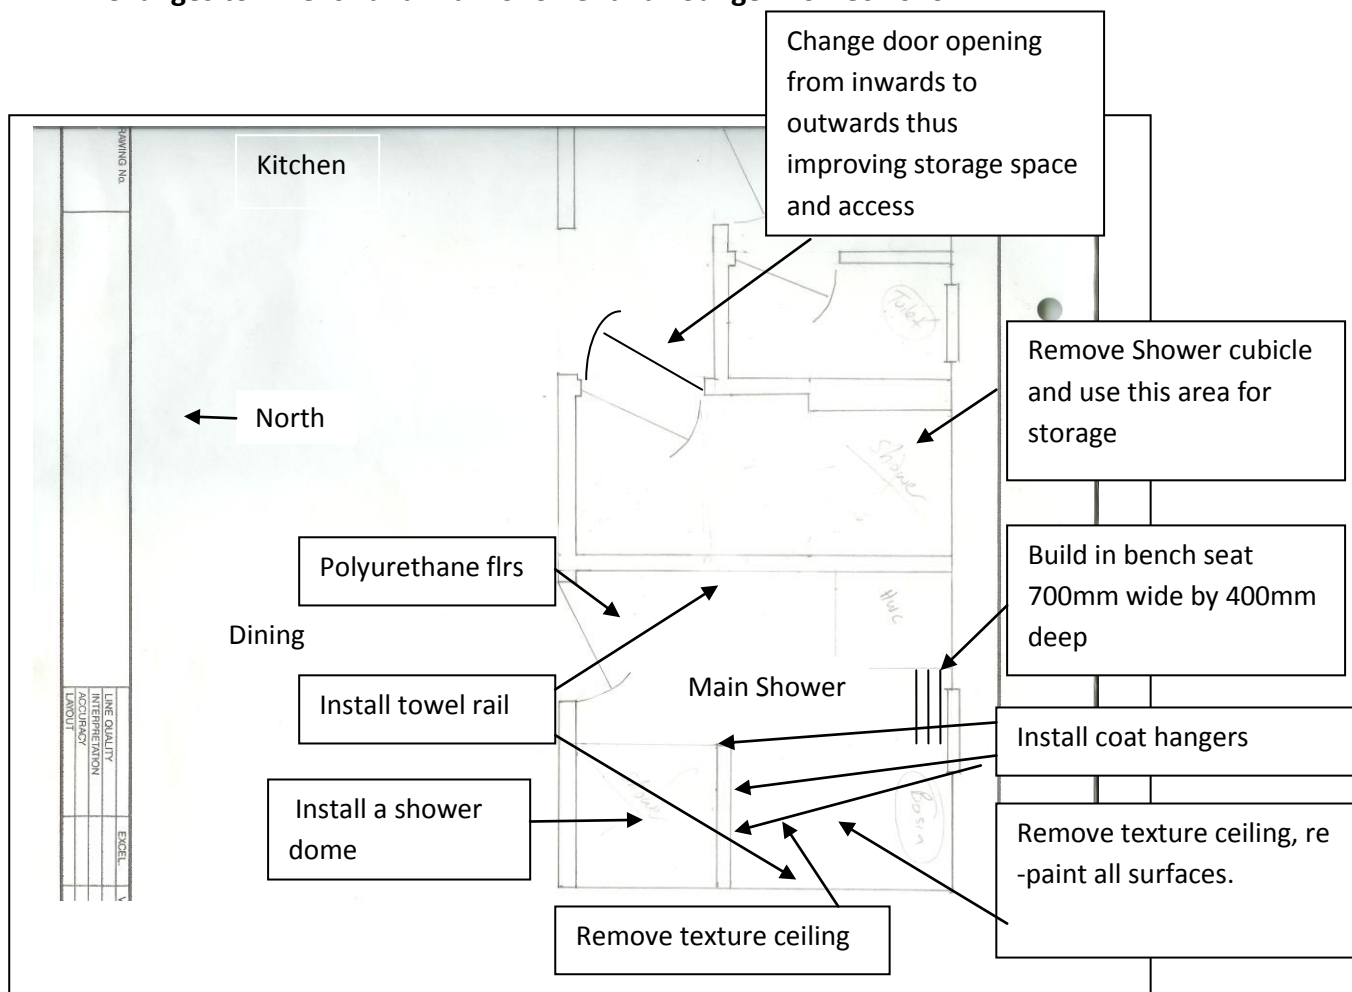 Change door opening
from inwards to
outwards thus
improving storage space
and access
Kitchen
RAWING No.
Toilet
North
Remove Shower cubicle
and use this area for
storage
Shower
Polyurethane flrs
Build in bench seat
700mm wide by 400mm
deep
HWC
Dining
Install towel rail
Main Shower
Install coat hangers
LINE QUALITY
INTERPRETATION
ACCURACY
LAYOUT
EXCEL
Install a shower
dome
Basin
Remove texture ceiling, re
-paint all surfaces.
Remove texture ceiling